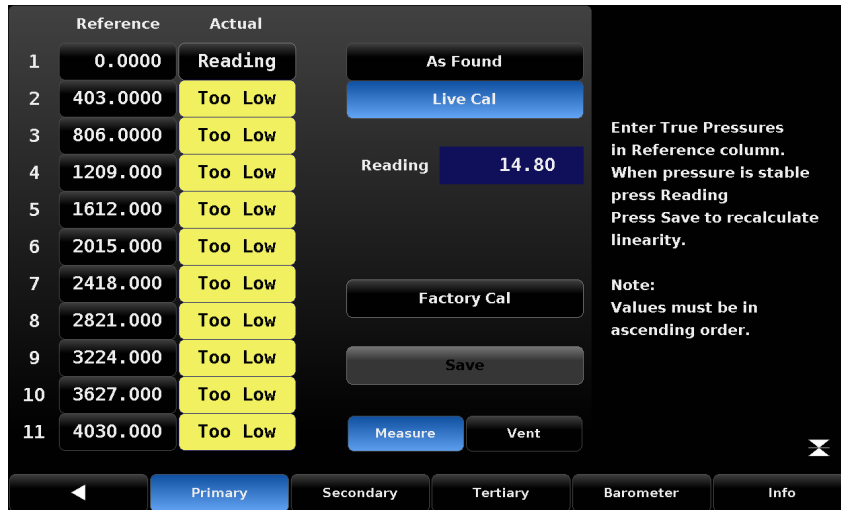 Reference Actual
1 0.0000 Reading
2 403.0000 Too Low
3 806.0000 Too Low
4 1209.000 Too Low
5 1612.000 Too Low
6 2015.000 Too Low
7 2418.000 Too Low
8 2821.000 Too Low
9 3224.000 Too Low
10 3627.000 Too Low
11 4030.000 Too Low
As Found
Live Cal
Reading 14.80
Factory Cal
Save
Measure Vent
Enter True Pressures
in Reference column.
When pressure is stable
press Reading
Press Save to recalculate
linearity.
Note:
Values must be in
ascending order.
Primary Secondary Tertiary Barometer Info